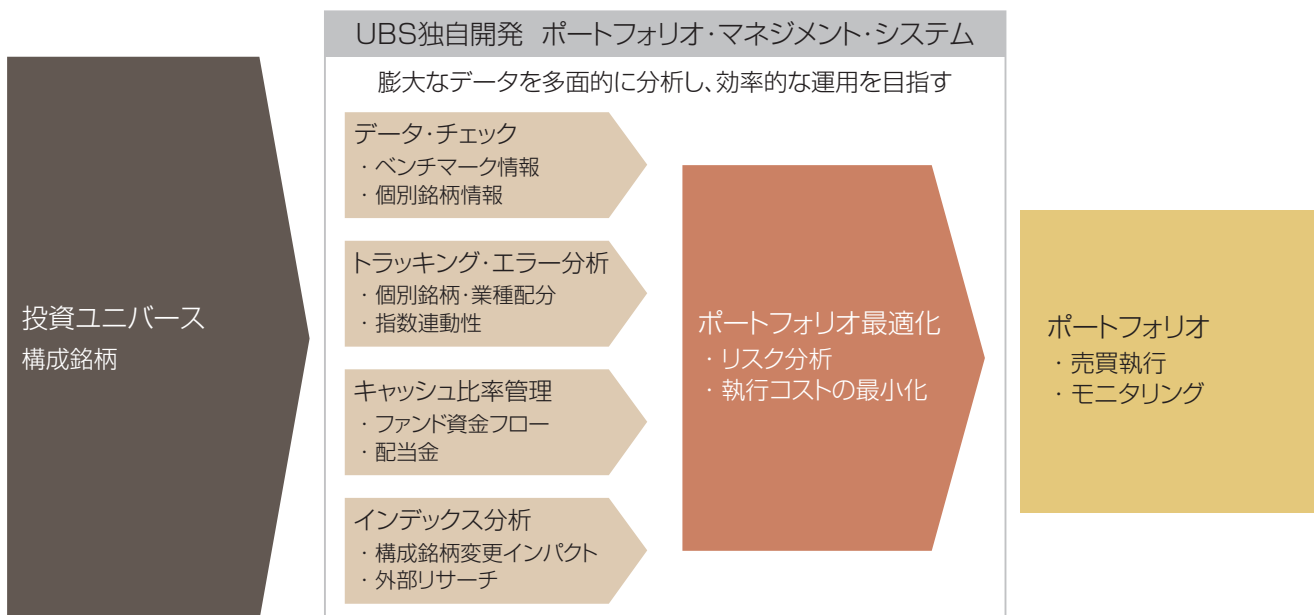 UBS独自開発 ポートフォリオ・マネジメント・システム
膨大なデータを多面的に分析し、効率的な運用を目指す
投資ユニバース
構成銘柄
データ・チェック
・ベンチマーク情報
・個別銘柄情報
トラッキング・エラー分析
・個別銘柄・業種配分
・指数連動性
キャッシュ比率管理
・ファンド資金フロー
・配当金
インデックス分析
・構成銘柄変更インパクト
・外部リサーチ
ポートフォリオ最適化
・リスク分析
・執行コストの最小化
ポートフォリオ
・売買執行
・モニタリング